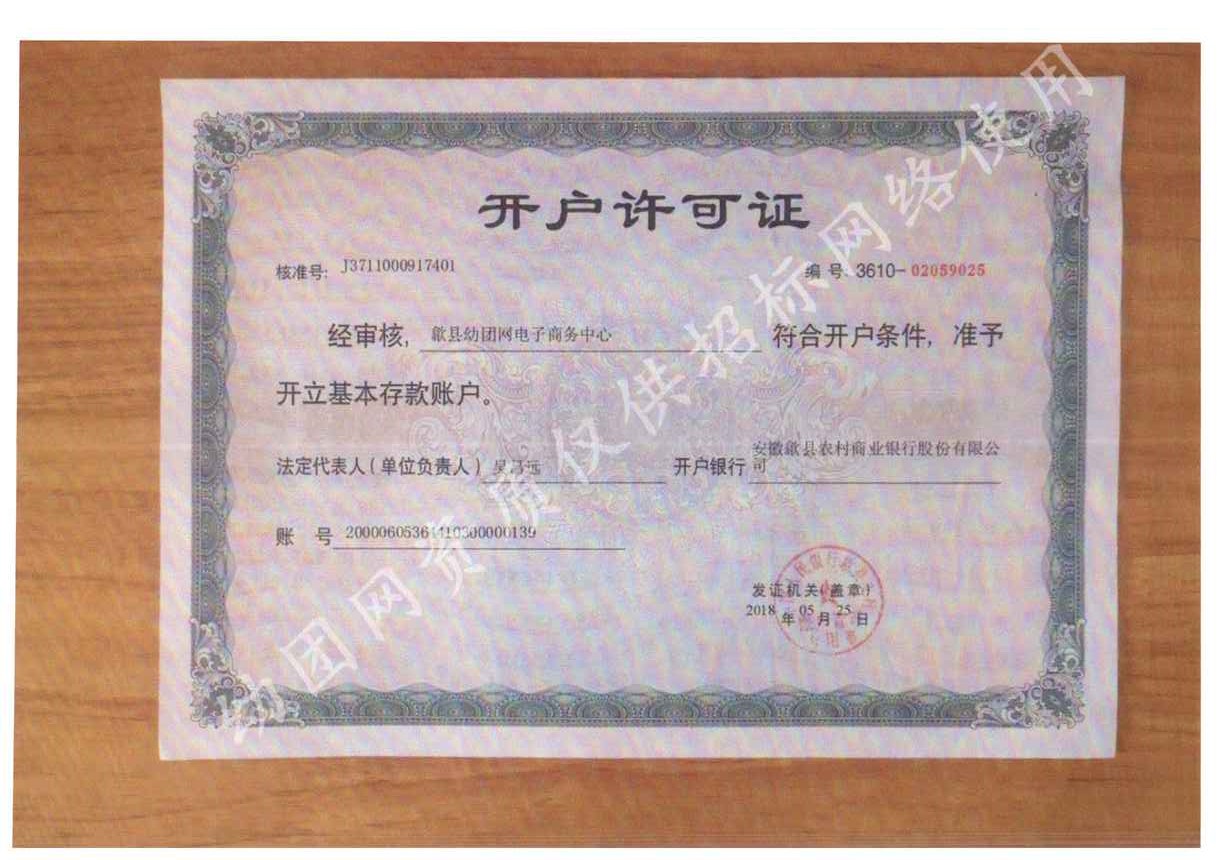 开户许可证
核准号: J3711000917401
编号: 3610-02059025
经审核, 歙县幼团网电子商务中心 符合开户条件, 准予
开立基本存款账户。
法定代表人(单位负责人) 吴昌远 开户银行 安徽歙县农村商业银行股份有限公
司
账 号 20000605364410300000139
发证机关(盖章)
2018 年 05 月 25 日
幼团网资质仅供招标网络使用